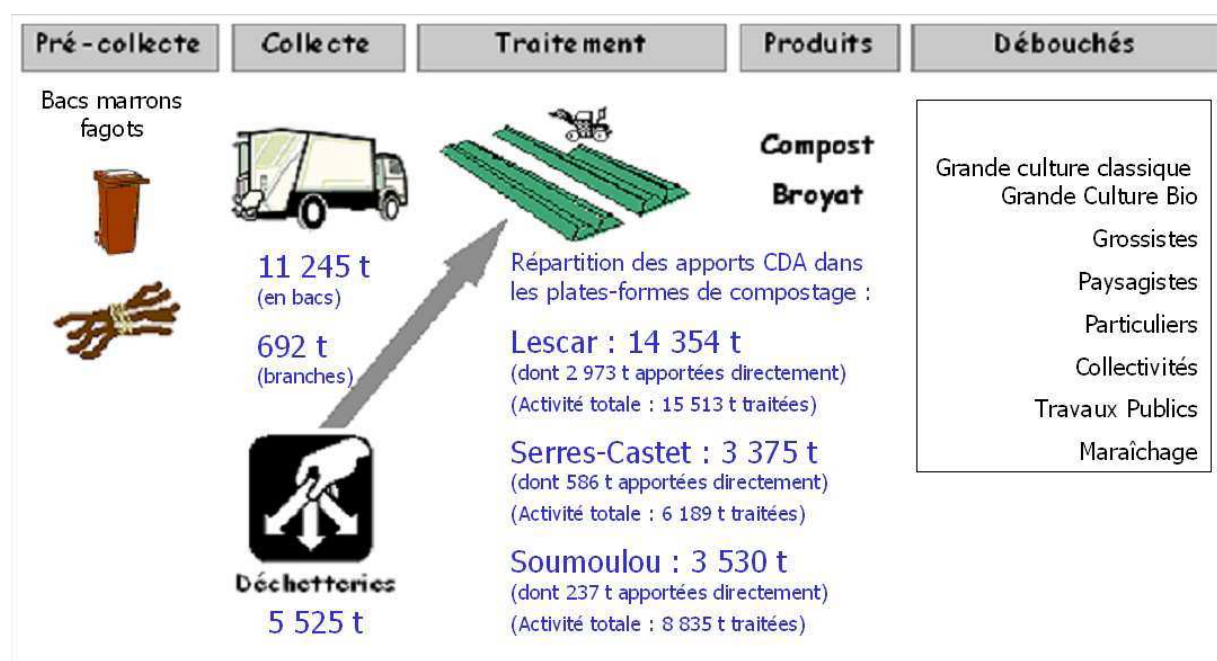 Pré-collecte
Collecte
Traitement
Produits
Débouchés
Bacs marrons
fagots
11 245 t
(en bacs)
692 t
(branches)
Déchetteries
5 525 t
Compost
Broyat
Répartition des apports CDA dans
les plates-formes de compostage :
Lescar : 14 354 t
(dont 2 973 t apportées directement)
(Activité totale : 15 513 t traitées)
Serres-Castet : 3 375 t
(dont 586 t apportées directement)
(Activité totale : 6 189 t traitées)
Soumoulou : 3 530 t
(dont 237 t apportées directement)
(Activité totale : 8 835 t traitées)
Grande culture classique
Grande Culture Bio
Grossistes
Paysagistes
Particuliers
Collectivités
Travaux Publics
Maraîchage